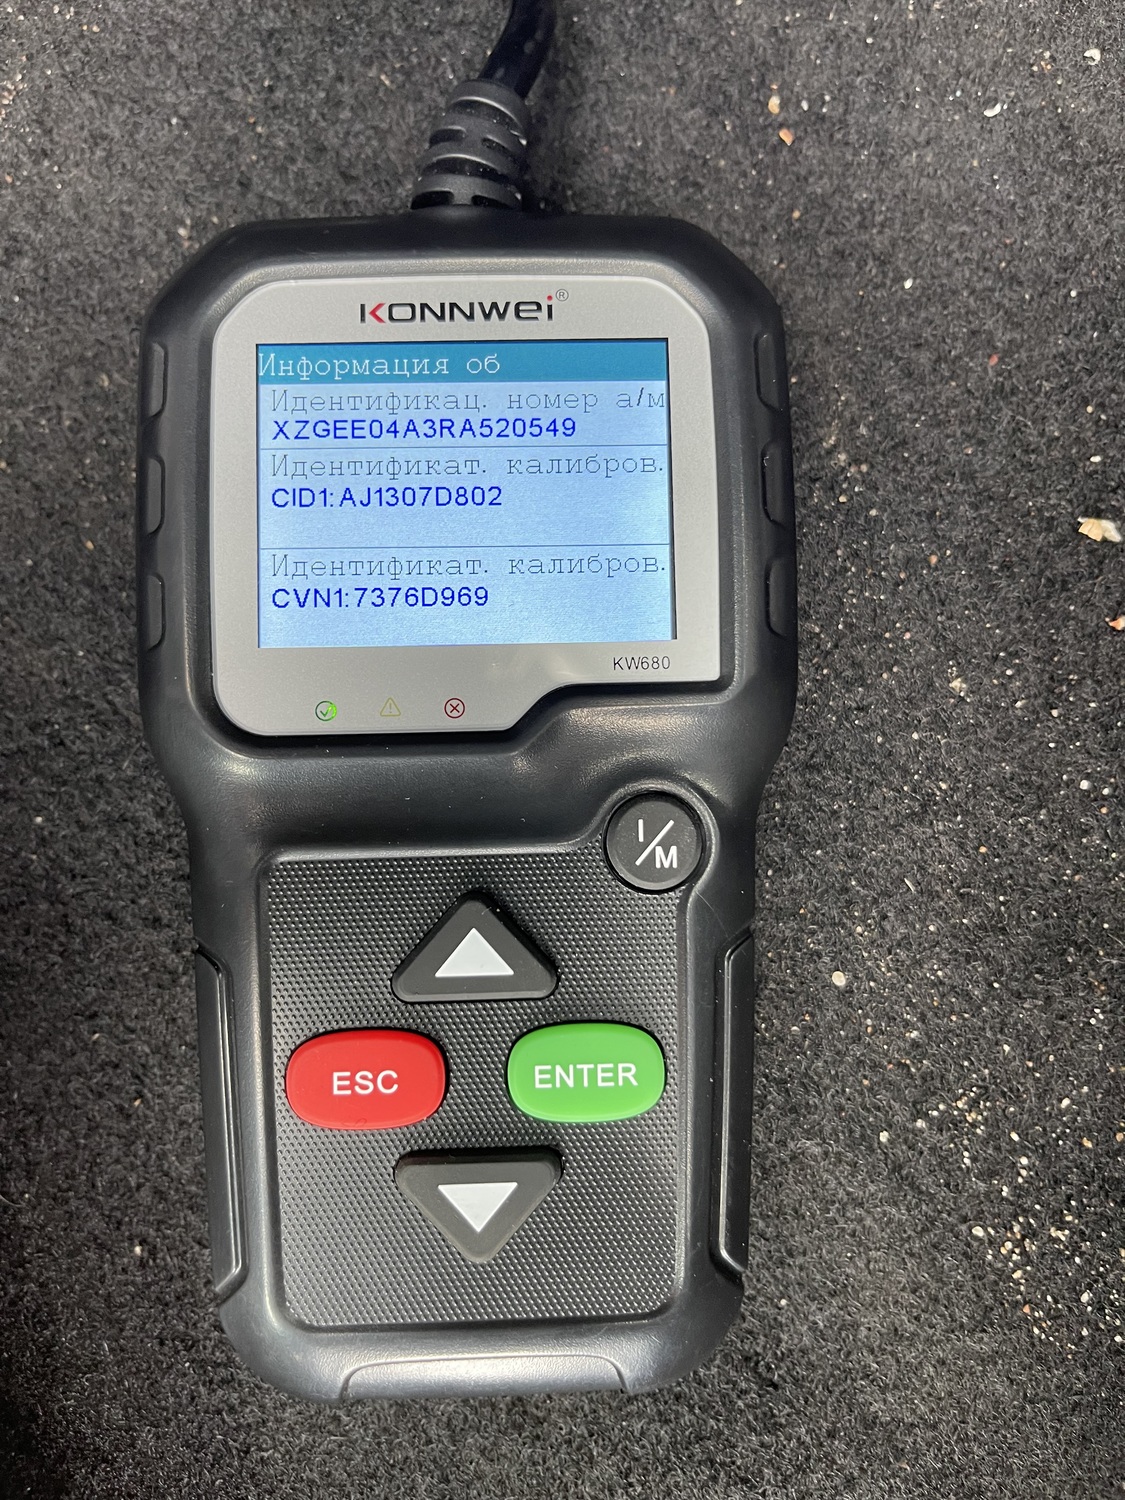 KONNWEI®
Информация об
Идентификац. номер а/м
XZGEE04A3RA520549
Идентификат. калибров.
CID1:AJ1307D802
Идентификат. калибров.
CVN1:7376D969
KW680
I/M
ESC
ENTER